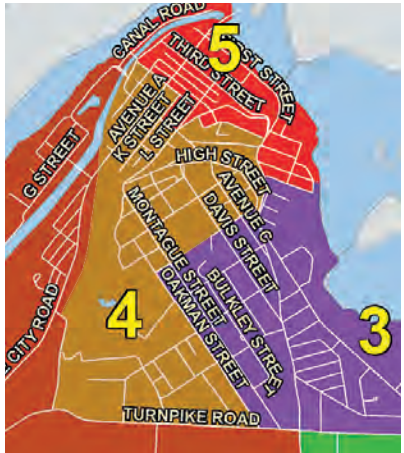 CANAL ROAD
5
THIRD STREET
STREET
AVENUE A
K STREET
L STREET
G STREET
HIGH STREET
AVENUE C
DAVIS STREET
MONTAGUE STREET
OAKMAN STREET
BULKLEY STREET
4
3
CITY ROAD
TURNPIKE ROAD